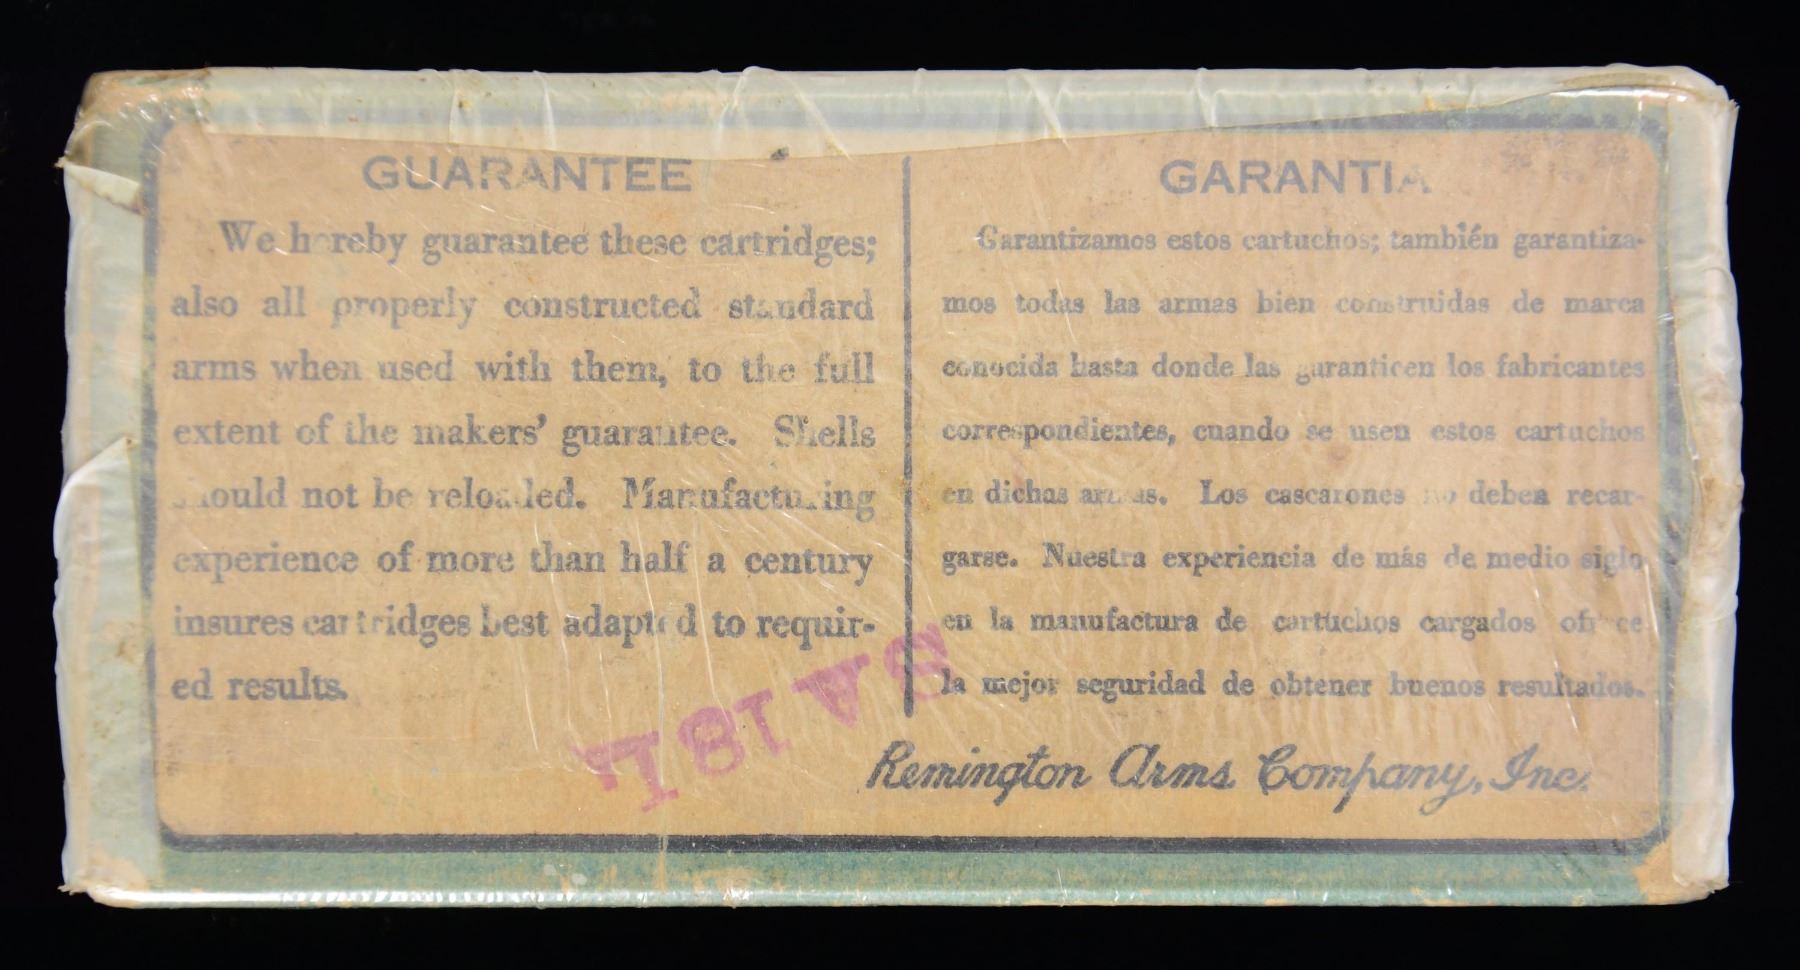 GUARANTEE
We hereby guarantee these cartridges;
also all properly constructed standard
arms when used with them, to the full
extent of the makers' guarantee. Shells
should not be reloaded. Manufacturing
experience of more than half a century
insures cartridges best adapted to requir-
ed results.
GARANTIA
Garantizamos estos cartuchos; también garantiza-
mos todas las armas bien construidas de marca
conocida hasta donde las garanticen los fabricantes
correspondientes, cuando se usen estos cartuchos
en dichas armas. Los cascarones no deben recar-
garse. Nuestra experiencia de más de medio siglo
en la manufactura de cartuchos cargados ofrece
la mejor seguridad de obtener buenos resultados.
Remington Arms Company, Inc.